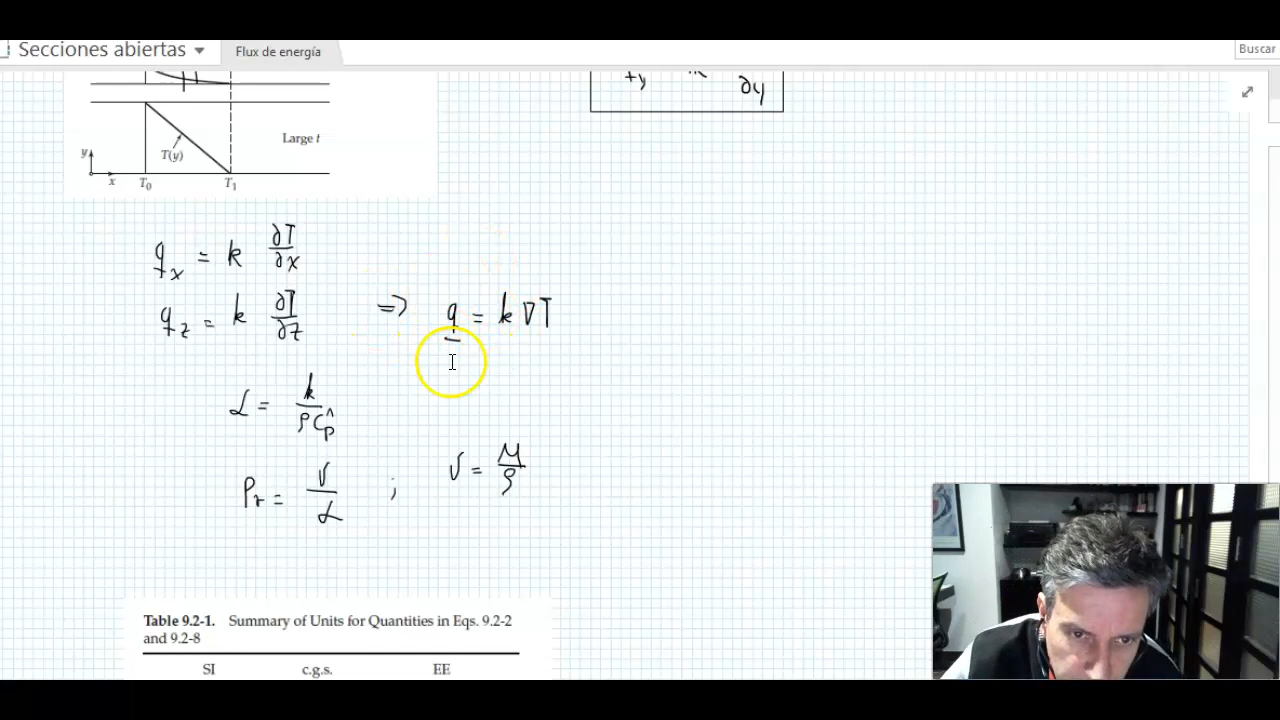 Secciones abiertas
Flux de energía
Buscar
+y
∂y
Large t
T(y)
y
x T₀ T₁
qₓ = k ∂T/∂x
q_z = k ∂T/∂z ⇒ q = k ∇T
α = k/ρĈp
Pr = ν/α ; ν = μ/ρ
Table 9.2-1. Summary of Units for Quantities in Eqs. 9.2-2
and 9.2-8
SI c.g.s. EE